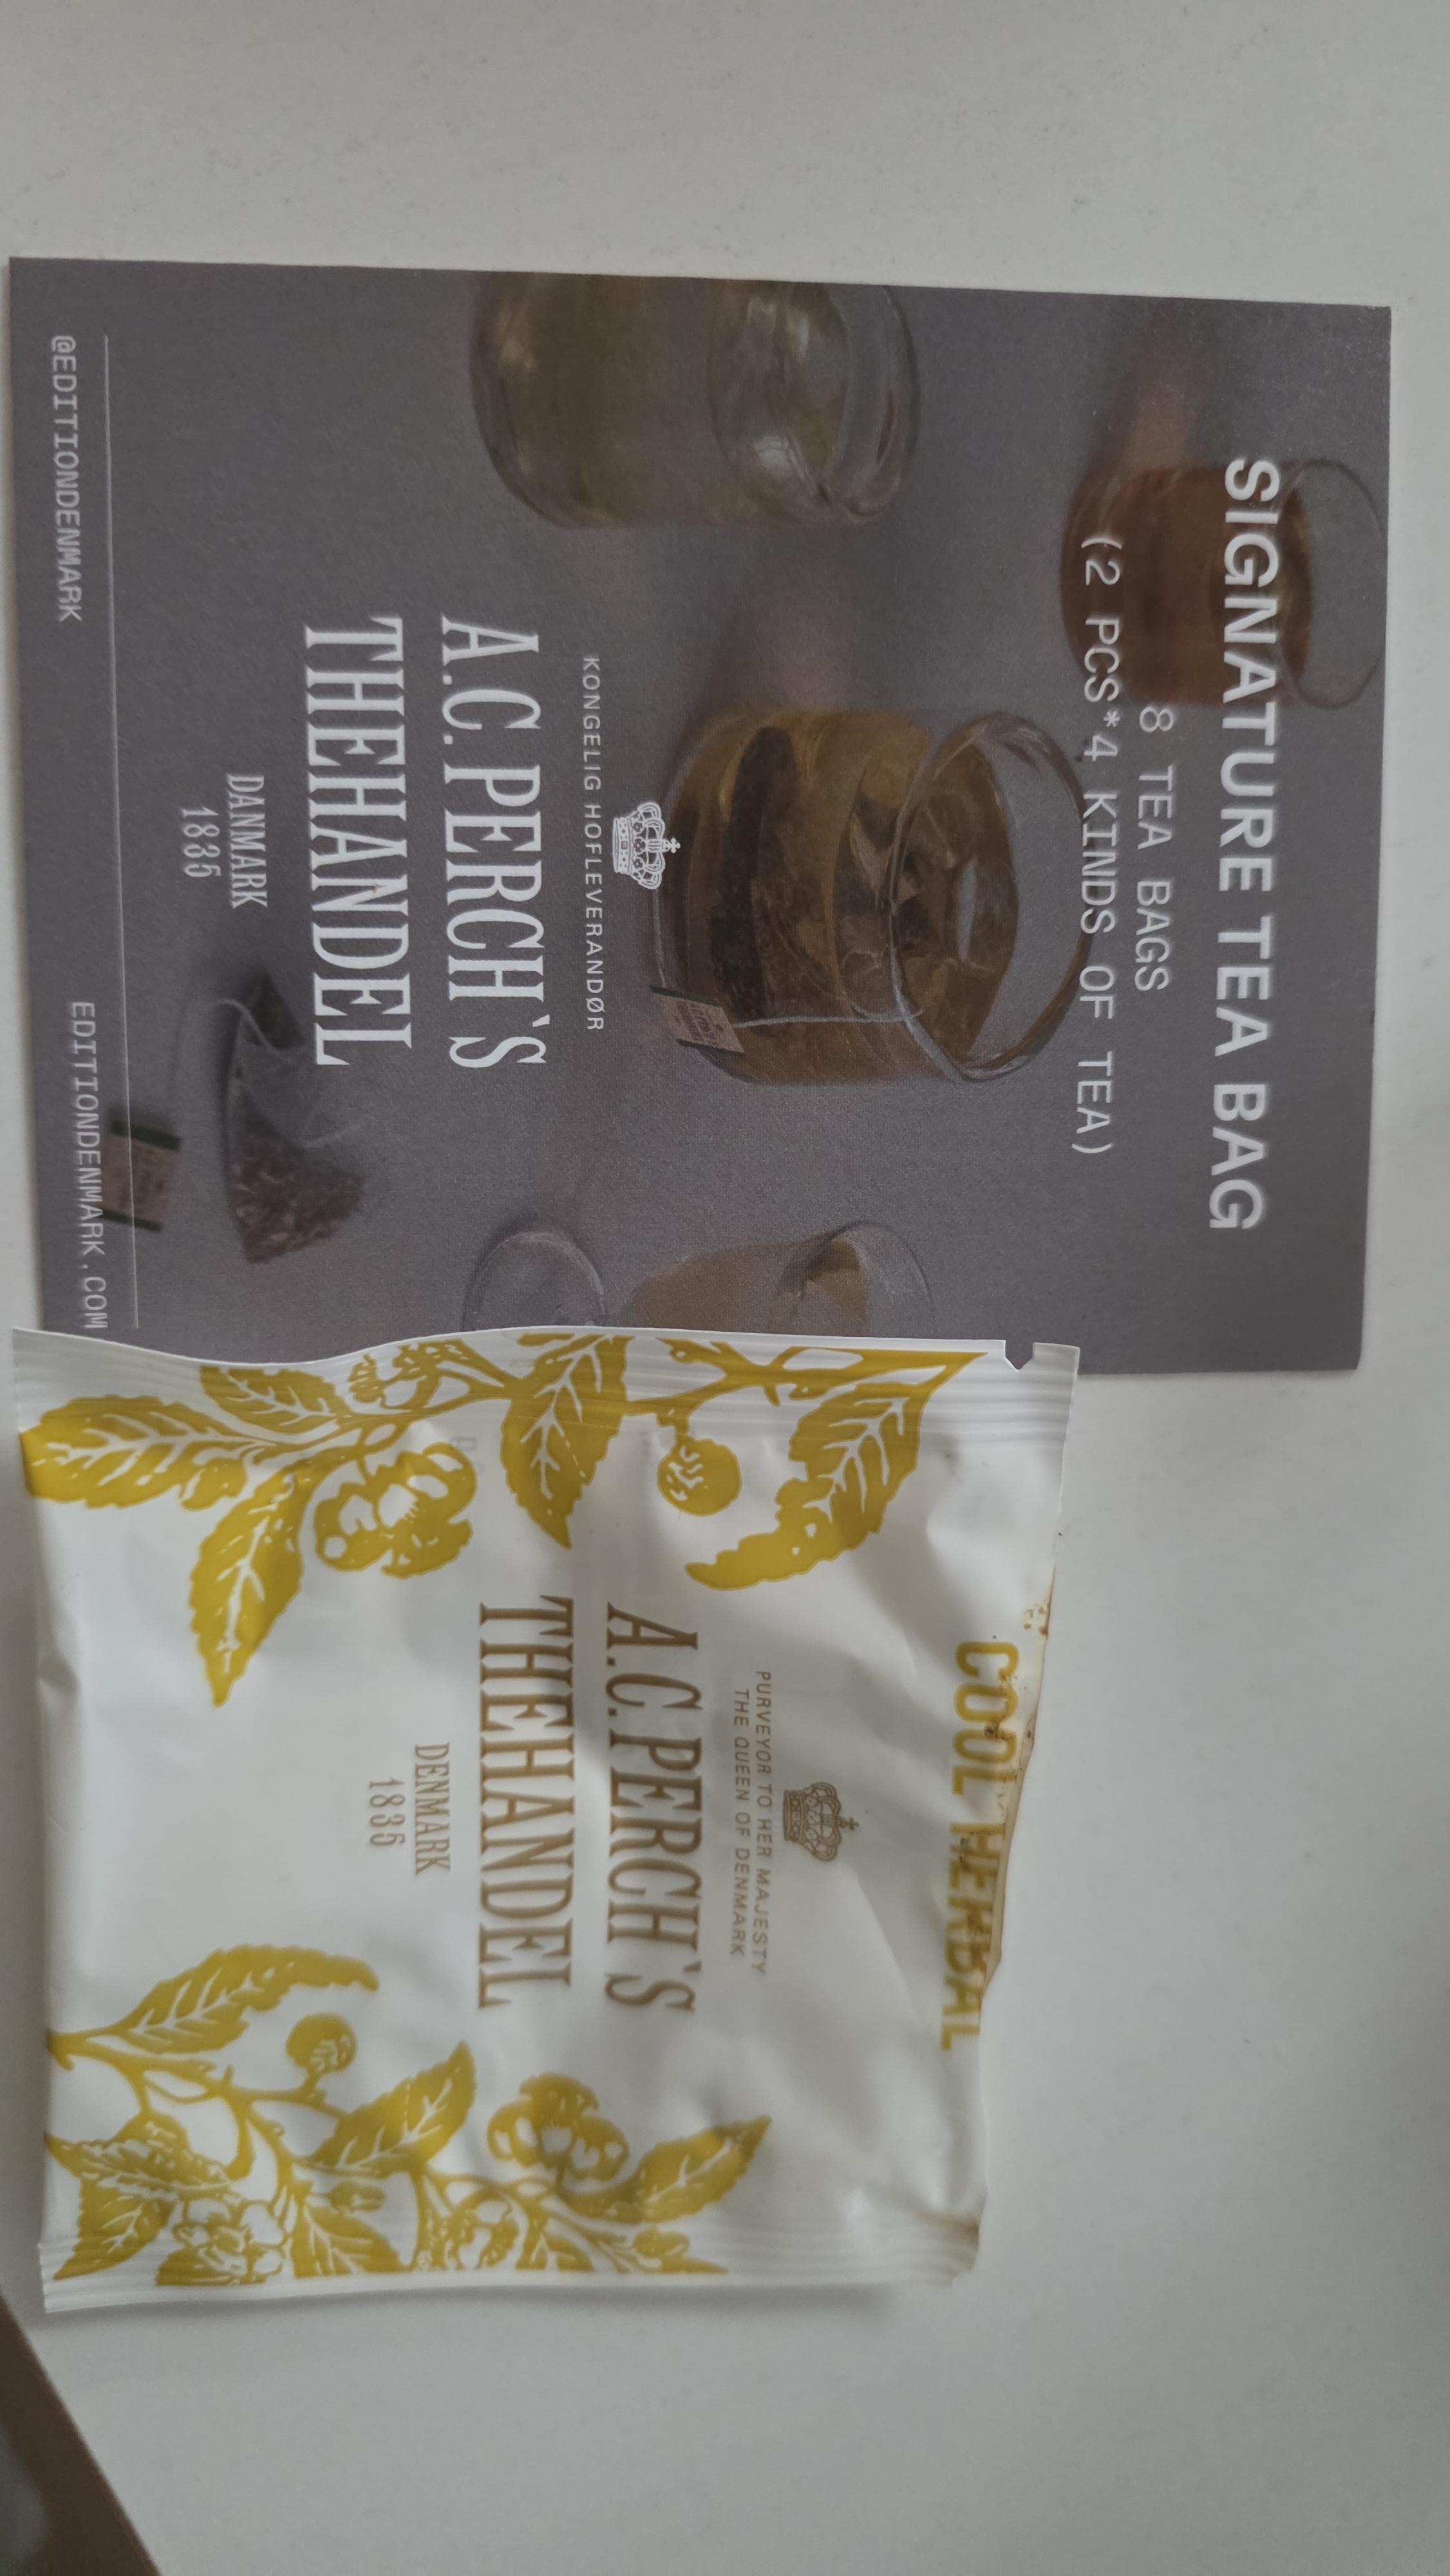 SIGNATURE TEA BAG
8 TEA BAGS
(2 PCS*4 KINDS OF TEA)
KONGELIG HOFLEVERANDØR
A.C. PERCH'S
THEHANDEL
DANMARK
1835
@EDITIONDENMARK
EDITIONDENMARK.COM
COOL HERBAL
PURVEYOR TO HER MAJESTY
THE QUEEN OF DENMARK
A.C. PERCH'S
THEHANDEL
DENMARK
1835